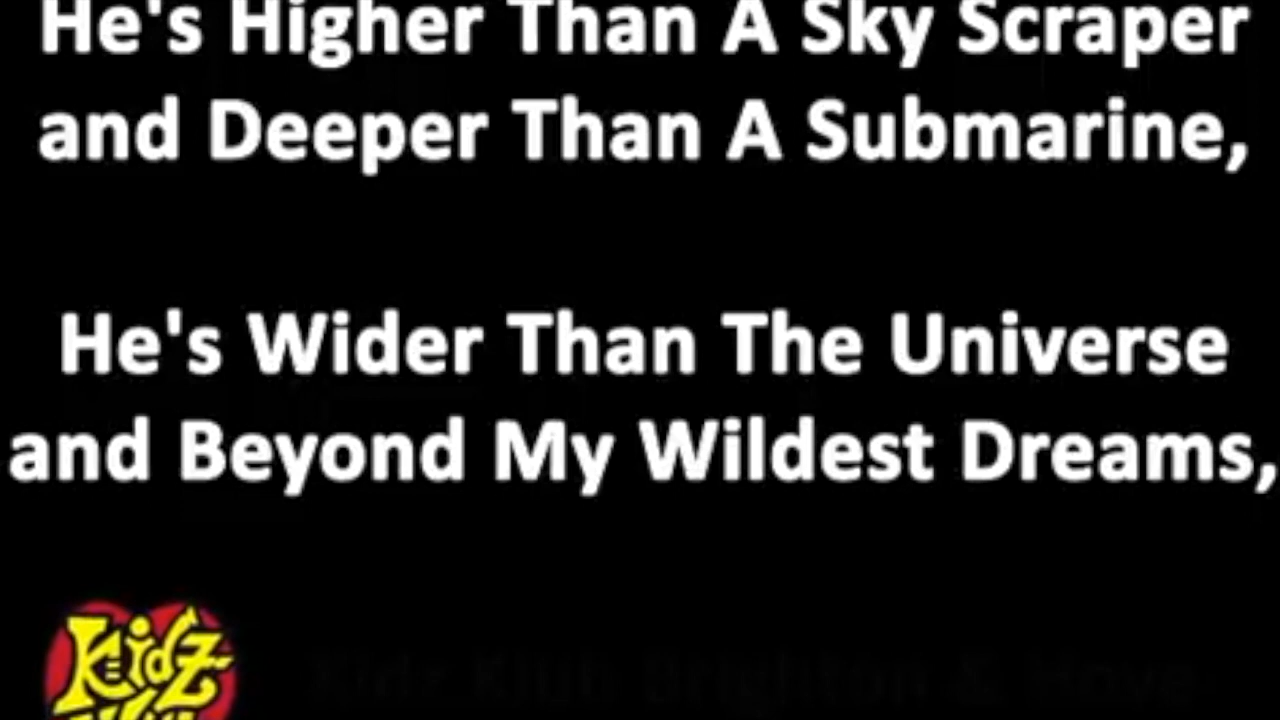 He's Higher Than A Sky Scraper
and Deeper Than A Submarine,
He's Wider Than The Universe
and Beyond My Wildest Dreams,
Kidz